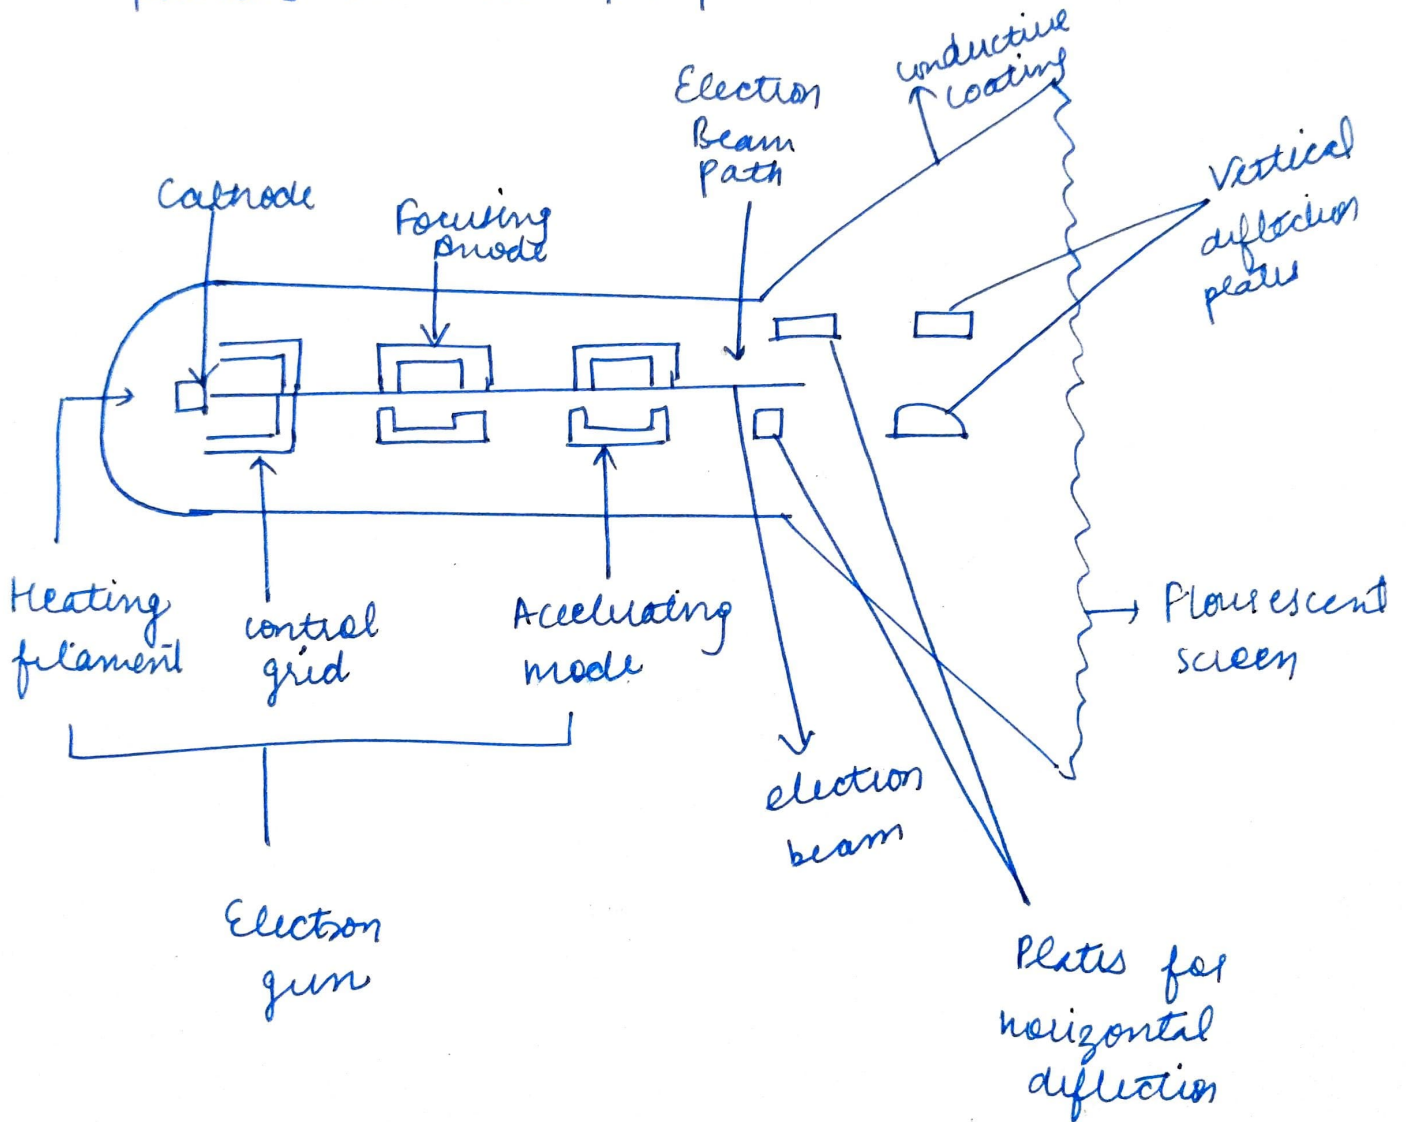 conductive
coating
Election
Beam
Path
Vertical
deflection
plates
Cathode
Focusing
Anode
Heating
filament
control
grid
Accelerating
mode
Flourescent
screen
election
beam
Electron
gun
Plates for
horizontal
deflection